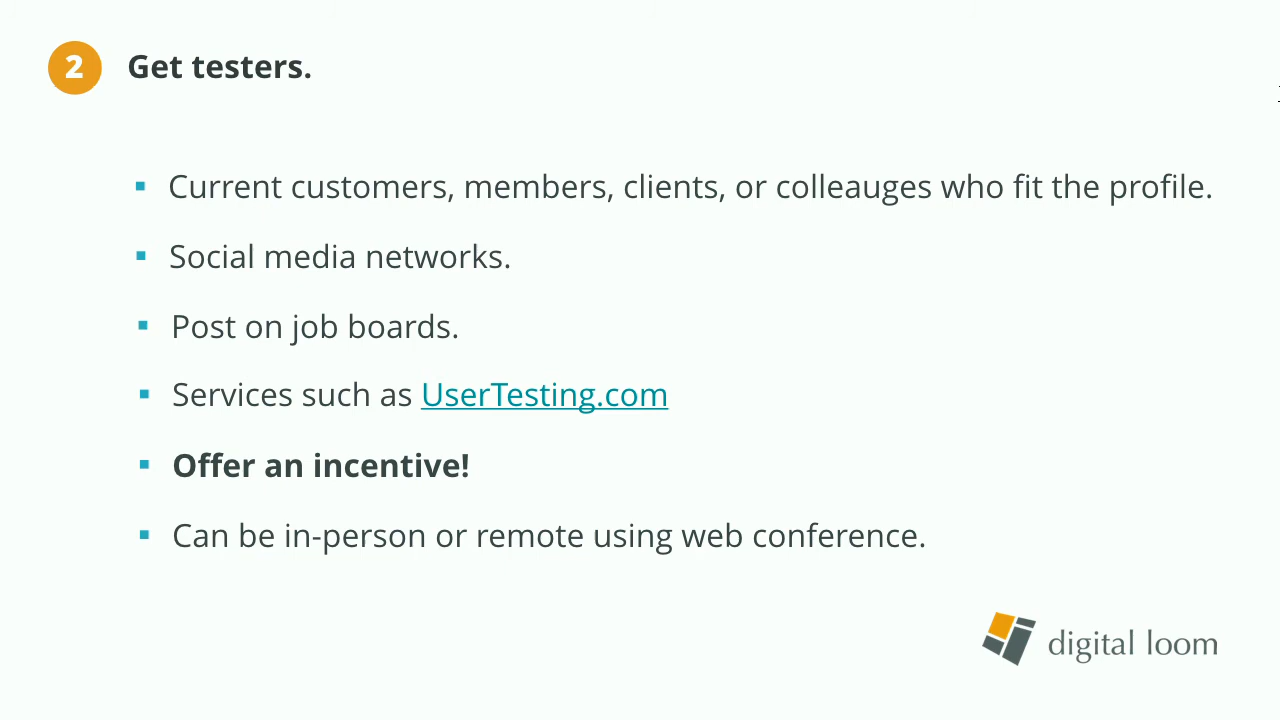 2 Get testers.
▪ Current customers, members, clients, or colleauges who fit the profile.
▪ Social media networks.
▪ Post on job boards.
▪ Services such as UserTesting.com
▪ Offer an incentive!
▪ Can be in-person or remote using web conference.
digital loom